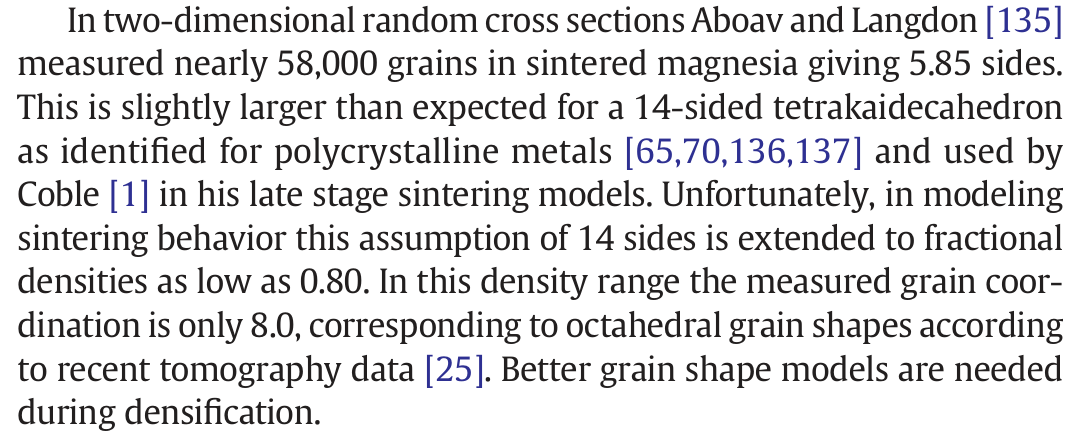 In two-dimensional random cross sections Aboav and Langdon [135]
measured nearly 58,000 grains in sintered magnesia giving 5.85 sides.
This is slightly larger than expected for a 14-sided tetrakaidecahedron
as identified for polycrystalline metals [65,70,136,137] and used by
Coble [1] in his late stage sintering models. Unfortunately, in modeling
sintering behavior this assumption of 14 sides is extended to fractional
densities as low as 0.80. In this density range the measured grain coor-
dination is only 8.0, corresponding to octahedral grain shapes according
to recent tomography data [25]. Better grain shape models are needed
during densification.